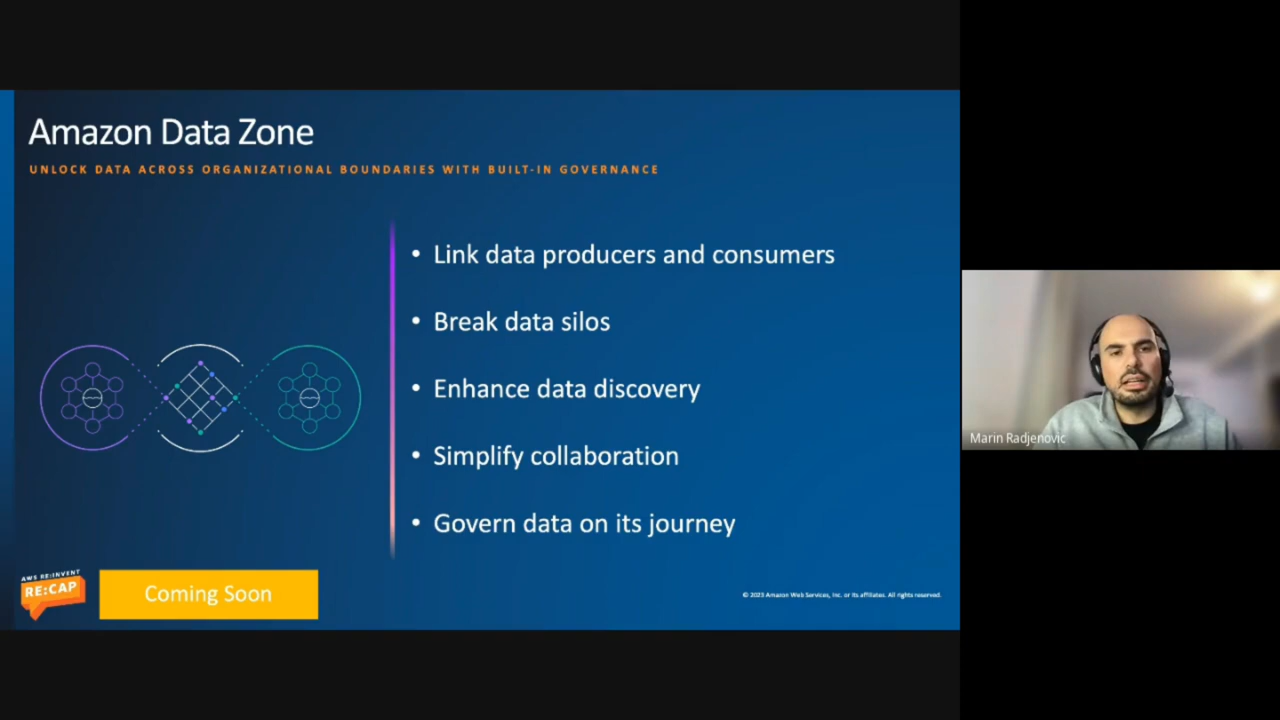 Amazon Data Zone
UNLOCK DATA ACROSS ORGANIZATIONAL BOUNDARIES WITH BUILT-IN GOVERNANCE
• Link data producers and consumers
• Break data silos
• Enhance data discovery
• Simplify collaboration
• Govern data on its journey
AWS RE:INVENT
RE:CAP
Coming Soon
© 2023 Amazon Web Services, Inc. or its affiliates. All rights reserved.
Marin Radjenovic